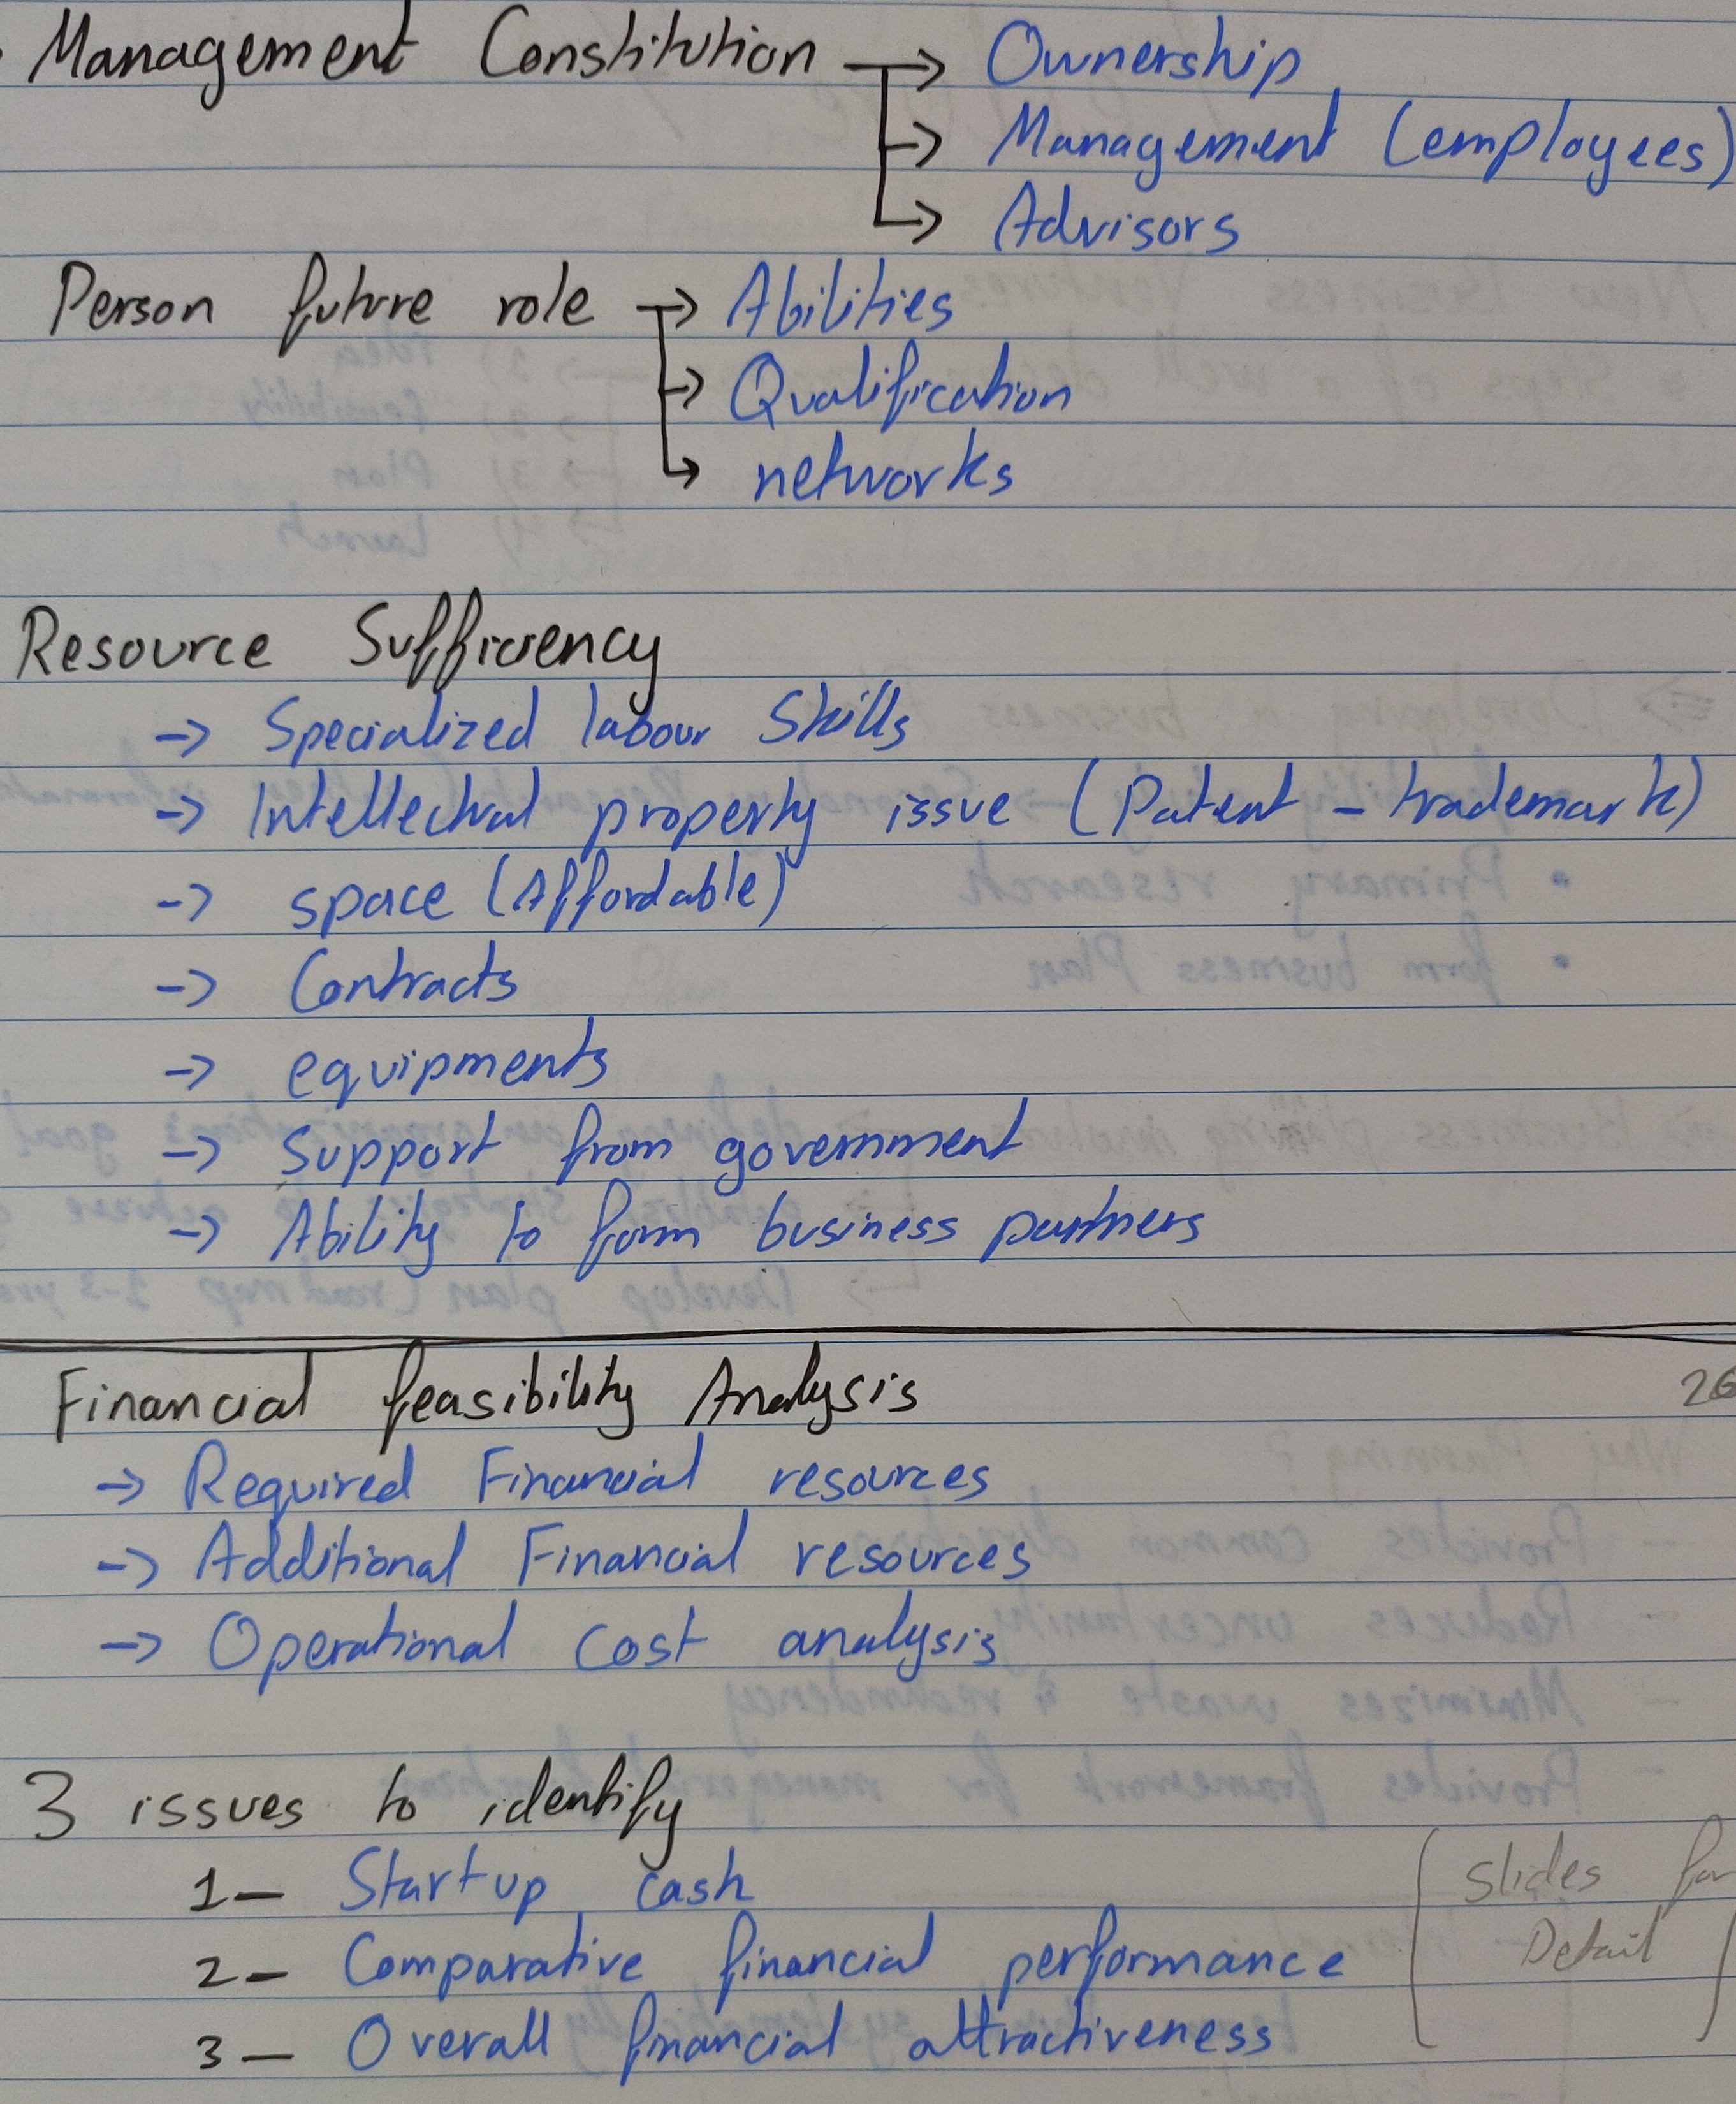 Management Constitution → Ownership
→ Management (employees)
→ Advisors
Person future role → Abilities
→ Qualification
→ networks
Resource Sufficiency
→ Specialized labour Skills
→ Intellectual property issue (Patent - trademark)
→ space (Affordable)
→ Contracts
→ equipments
→ Support from government
→ Ability to form business partners
Financial feasibility Analysis 26
→ Required Financial resources
→ Additional Financial resources
→ Operational cost analysis
3 issues to identify
1- Startup cash
2- Comparative financial performance
3- Overall financial attractiveness
(Slides for
Detail)